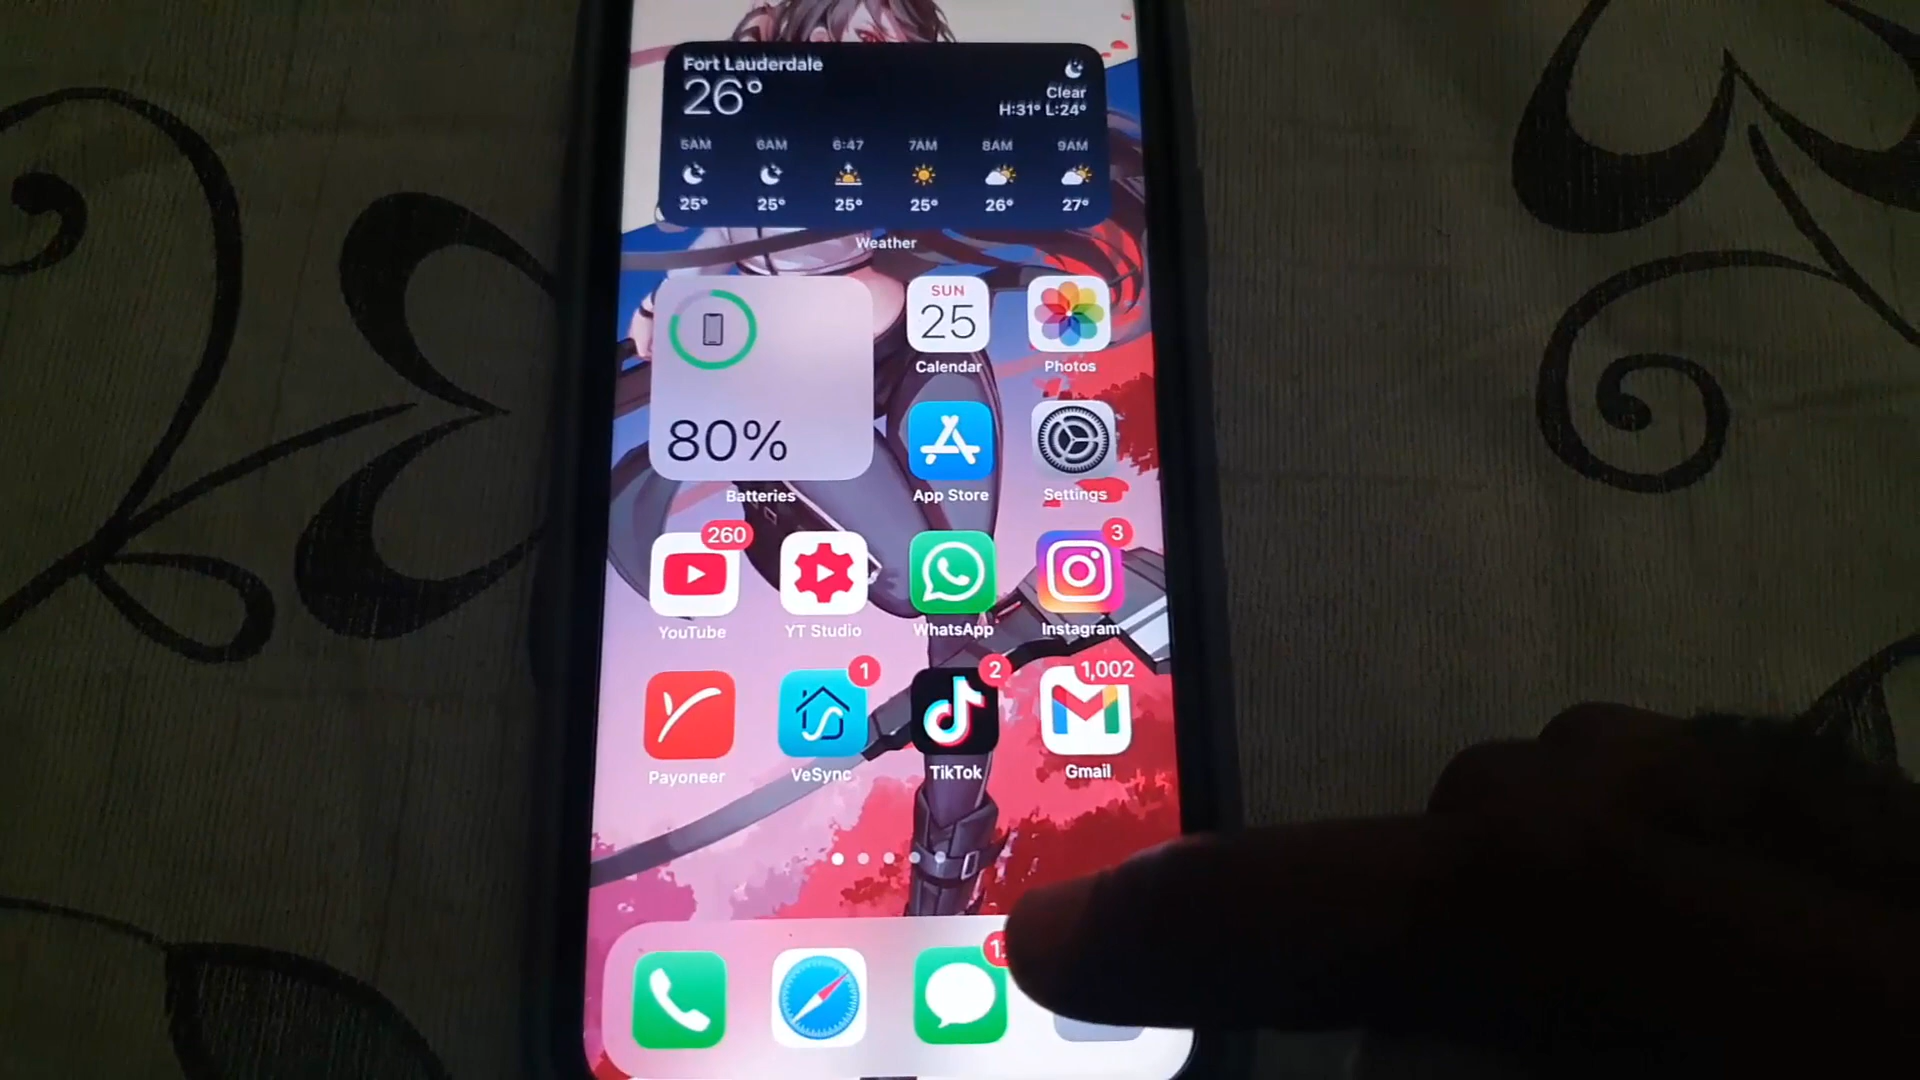 Fort Lauderdale
26°
Clear
H:31° L:24°
5AM 6AM 6:47 7AM 8AM 9AM
25° 25° 25° 25° 26° 27°
Weather
SUN
25
Calendar Photos
80%
Batteries App Store Settings
260 3
YouTube YT Studio WhatsApp Instagram
1 2 1,002
Payoneer VeSync TikTok Gmail